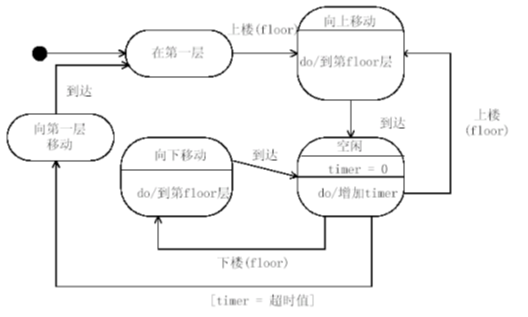 上楼(floor)
向上移动
在第一层
do/到第floor层
到达
到达
上楼
(floor)
向第一层
移动
空闲
向下移动
到达
timer = 0
do/到第floor层
do/增加timer
下楼(floor)
[timer = 超时值]